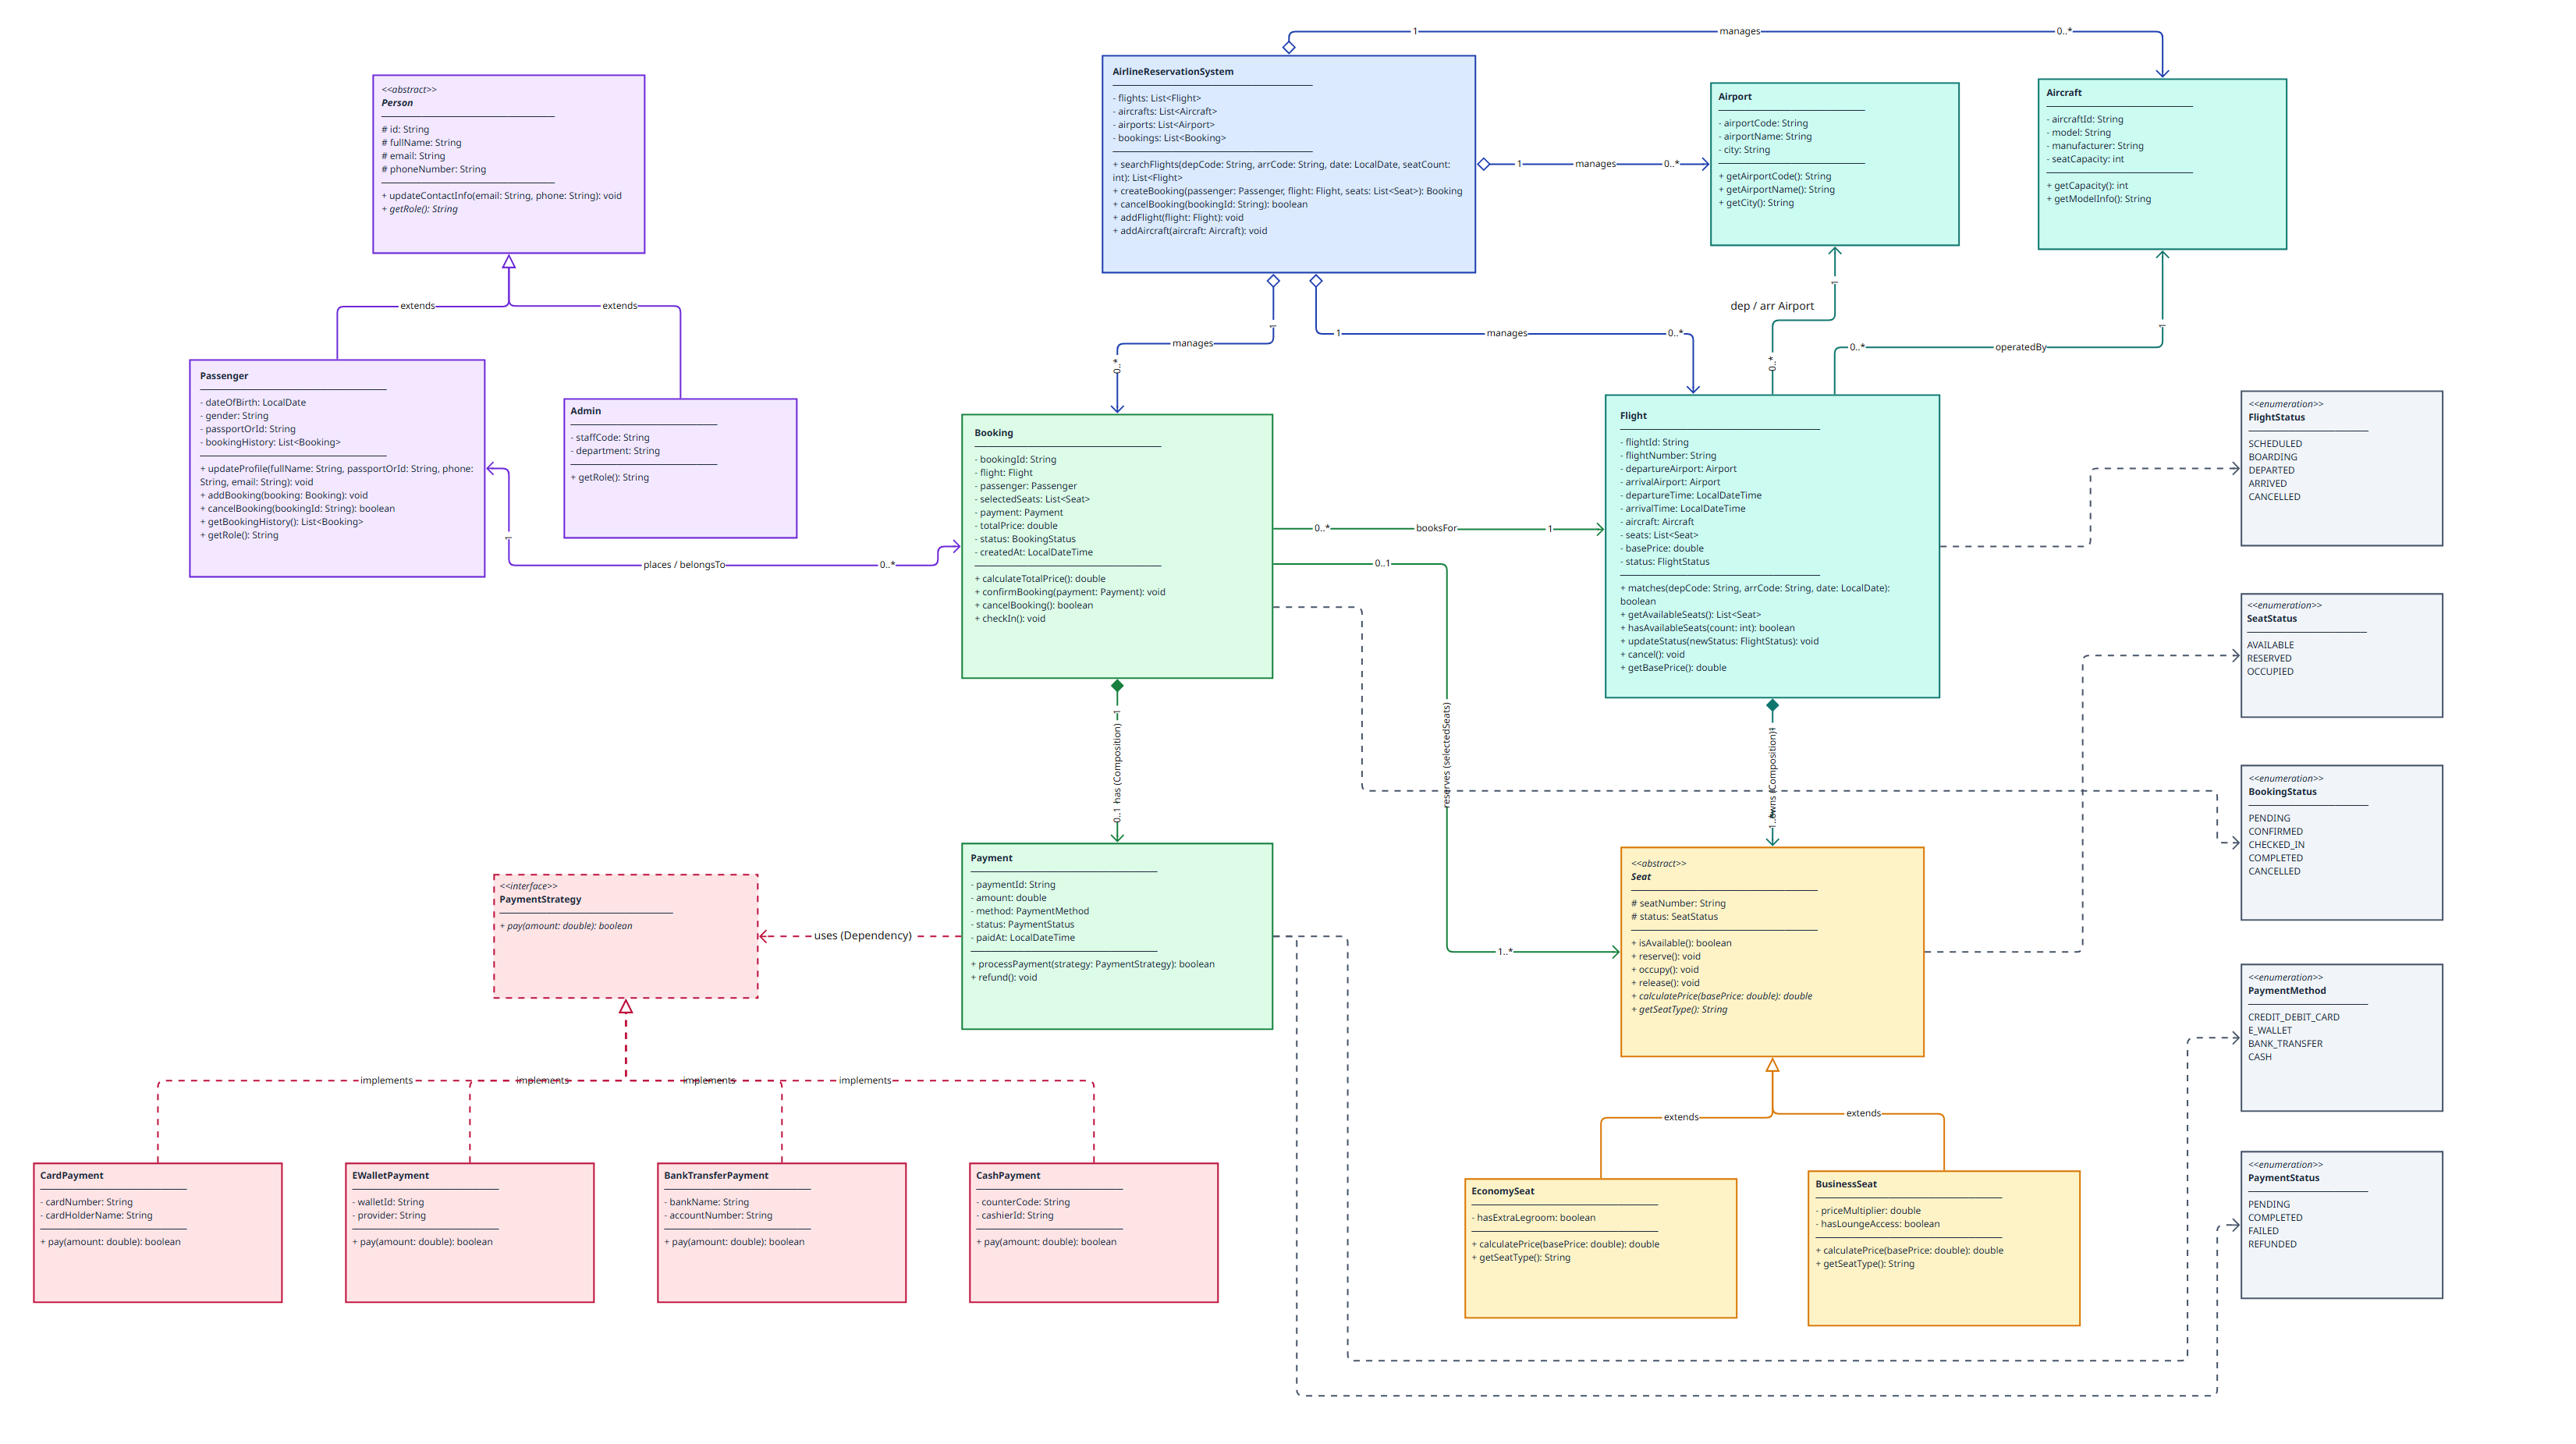 1
manages
0..*
AirlineReservationSystem
- flights: List<Flight>
- aircrafts: List<Aircraft>
- airports: List<Airport>
- bookings: List<Booking>
+ searchFlights(depCode: String, arrCode: String, date: LocalDate, seatCount:
int): List<Flight>
+ createBooking(passenger: Passenger, flight: Flight, seats: List<Seat>): Booking
+ cancelBooking(bookingId: String): boolean
+ addFlight(flight: Flight): void
+ addAircraft(aircraft: Aircraft): void
1
manages
0..*
Airport
- airportCode: String
- airportName: String
- city: String
+ getAirportCode(): String
+ getAirportName(): String
+ getCity(): String
Aircraft
- aircraftId: String
- model: String
- manufacturer: String
- seatCapacity: int
+ getCapacity(): int
+ getModelInfo(): String
<<abstract>>
Person
# id: String
# fullName: String
# email: String
# phoneNumber: String
+ updateContactInfo(email: String, phone: String): void
+ getRole(): String
extends
extends
1
manages
0..*
1
manages
0..*
1
dep / arr Airport
0..*
1
0..*
operatedBy
Passenger
- dateOfBirth: LocalDate
- gender: String
- passportOrId: String
- bookingHistory: List<Booking>
+ updateProfile(fullName: String, passportOrId: String, phone:
String, email: String): void
+ addBooking(booking: Booking): void
+ cancelBooking(bookingId: String): boolean
+ getBookingHistory(): List<Booking>
+ getRole(): String
Admin
- staffCode: String
- department: String
+ getRole(): String
1
places / belongsTo
0..*
Booking
- bookingId: String
- flight: Flight
- passenger: Passenger
- selectedSeats: List<Seat>
- payment: Payment
- totalPrice: double
- status: BookingStatus
- createdAt: LocalDateTime
+ calculateTotalPrice(): double
+ confirmBooking(payment: Payment): void
+ cancelBooking(): boolean
+ checkIn(): void
0..*
booksFor
1
0..1
reserves (selectedSeats)
1..*
Flight
- flightId: String
- flightNumber: String
- departureAirport: Airport
- arrivalAirport: Airport
- departureTime: LocalDateTime
- arrivalTime: LocalDateTime
- aircraft: Aircraft
- seats: List<Seat>
- basePrice: double
- status: FlightStatus
+ matches(depCode: String, arrCode: String, date: LocalDate):
boolean
+ getAvailableSeats(): List<Seat>
+ hasAvailableSeats(count: int): boolean
+ updateStatus(newStatus: FlightStatus): void
+ cancel(): void
+ getBasePrice(): double
<<enumeration>>
FlightStatus
SCHEDULED
BOARDING
DEPARTED
ARRIVED
CANCELLED
<<enumeration>>
SeatStatus
AVAILABLE
RESERVED
OCCUPIED
<<enumeration>>
BookingStatus
PENDING
CONFIRMED
CHECKED_IN
COMPLETED
CANCELLED
1
has (Composition)
0..1
1
owns (Composition)
1..*
Payment
- paymentId: String
- amount: double
- method: PaymentMethod
- status: PaymentStatus
- paidAt: LocalDateTime
+ processPayment(strategy: PaymentStrategy): boolean
+ refund(): void
uses (Dependency)
<<interface>>
PaymentStrategy
+ pay(amount: double): boolean
<<abstract>>
Seat
# seatNumber: String
# status: SeatStatus
+ isAvailable(): boolean
+ reserve(): void
+ occupy(): void
+ release(): void
+ calculatePrice(basePrice: double): double
+ getSeatType(): String
<<enumeration>>
PaymentMethod
CREDIT_DEBIT_CARD
E_WALLET
BANK_TRANSFER
CASH
implements
implements
implements
implements
extends
extends
CardPayment
- cardNumber: String
- cardHolderName: String
+ pay(amount: double): boolean
EWalletPayment
- walletId: String
- provider: String
+ pay(amount: double): boolean
BankTransferPayment
- bankName: String
- accountNumber: String
+ pay(amount: double): boolean
CashPayment
- counterCode: String
- cashierId: String
+ pay(amount: double): boolean
EconomySeat
- hasExtraLegroom: boolean
+ calculatePrice(basePrice: double): double
+ getSeatType(): String
BusinessSeat
- priceMultiplier: double
- hasLoungeAccess: boolean
+ calculatePrice(basePrice: double): double
+ getSeatType(): String
<<enumeration>>
PaymentStatus
PENDING
COMPLETED
FAILED
REFUNDED